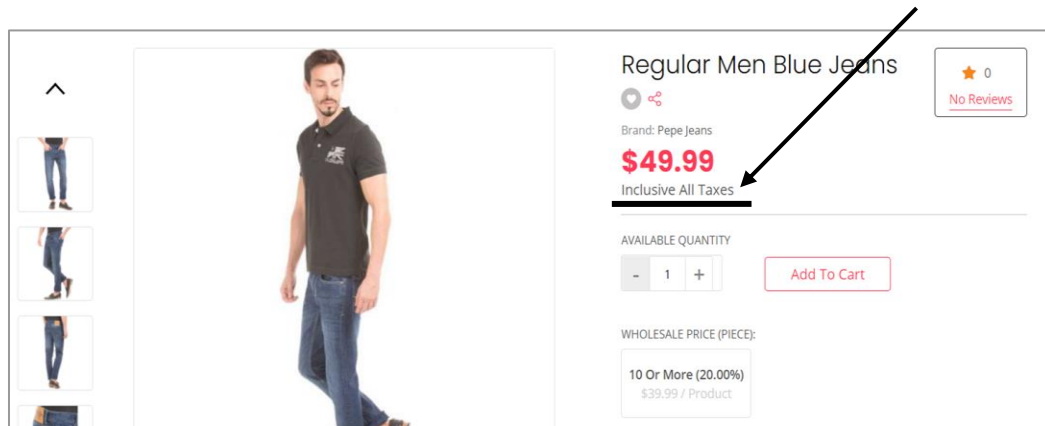 Regular Men Blue Jeans
0
No Reviews
Brand: Pepe Jeans
$49.99
Inclusive All Taxes
AVAILABLE QUANTITY
- 1 +
Add To Cart
WHOLESALE PRICE (PIECE):
10 Or More (20.00%)
$39.99 / Product